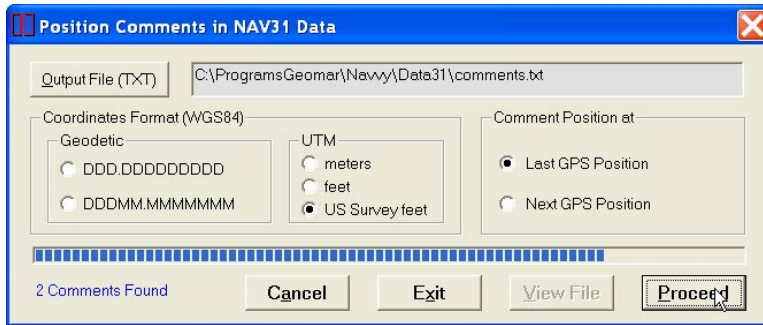 Position Comments in NAV31 Data
Output File (TXT)
C:\ProgramsGeomar\Navvy\Data31\comments.txt
Coordinates Format (WGS84)
Geodetic
DDD.DDDDDDDDD
DDDMM.MMMMMMM
UTM
meters
feet
US Survey feet
Comment Position at
Last GPS Position
Next GPS Position
2 Comments Found
Cancel
Exit
View File
Proceed